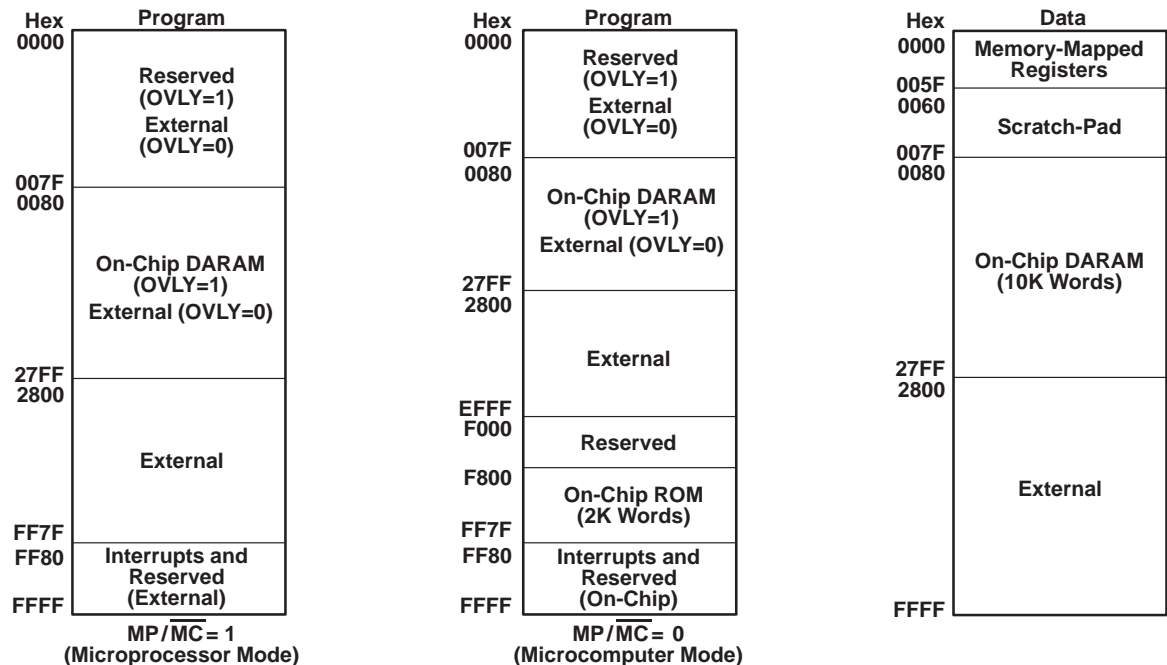 Hex Program
0000
Reserved
(OVLY=1)
External
(OVLY=0)
007F
0080
On-Chip DARAM
(OVLY=1)
External (OVLY=0)
27FF
2800
External
FF7F
FF80
Interrupts and
Reserved
(External)
FFFF
MP/MC= 1
(Microprocessor Mode)
Hex Program
0000
Reserved
(OVLY=1)
External
(OVLY=0)
007F
0080
On-Chip DARAM
(OVLY=1)
External (OVLY=0)
27FF
2800
External
EFFF
F000
Reserved
F800
On-Chip ROM
(2K Words)
FF7F
FF80
Interrupts and
Reserved
(On-Chip)
FFFF
MP/MC= 0
(Microcomputer Mode)
Hex Data
0000
Memory-Mapped
Registers
005F
0060
Scratch-Pad
007F
0080
On-Chip DARAM
(10K Words)
27FF
2800
External
FFFF